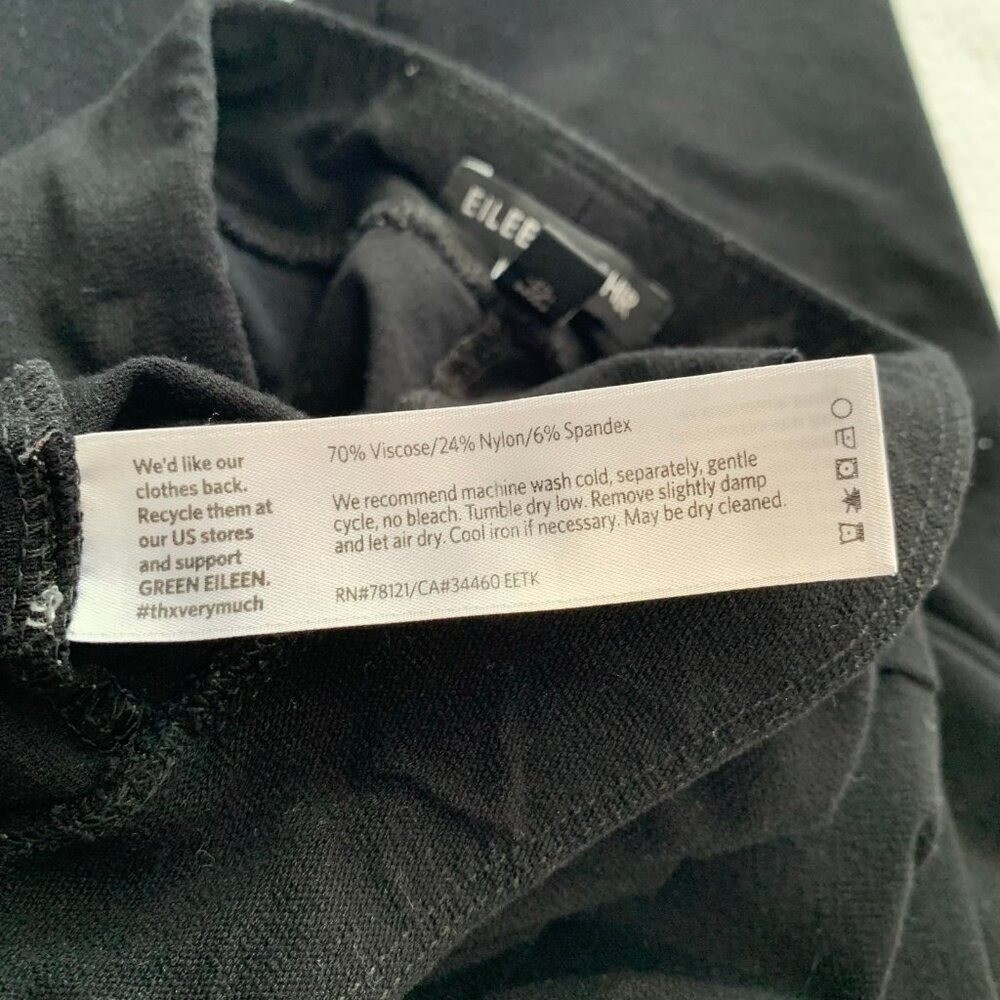 EILEE
HIR
We'd like our
clothes back.
Recycle them at
our US stores
and support
GREEN EILEEN.
#thxverymuch
70% Viscose/24% Nylon/6% Spandex
We recommend machine wash cold, separately, gentle
cycle, no bleach. Tumble dry low. Remove slightly damp
and let air dry. Cool iron if necessary. May be dry cleaned.
RN#78121/CA#34460 EETK